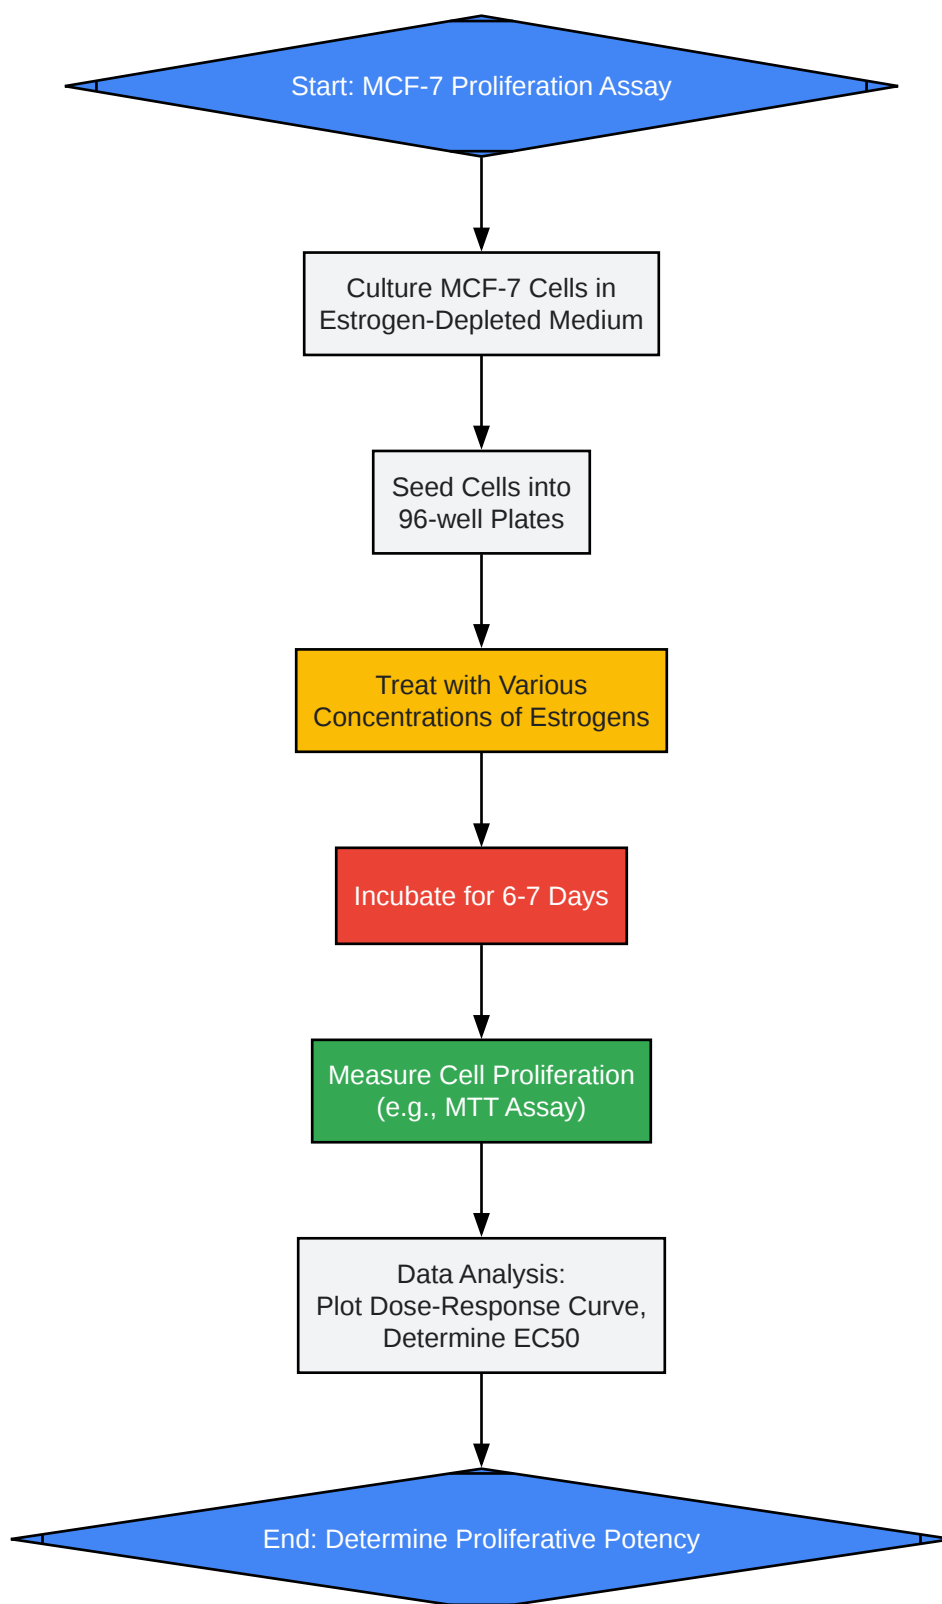 Start: MCF-7 Proliferation Assay
Culture MCF-7 Cells in
Estrogen-Depleted Medium
Seed Cells into
96-well Plates
Treat with Various
Concentrations of Estrogens
Incubate for 6-7 Days
Measure Cell Proliferation
(e.g., MTT Assay)
Data Analysis:
Plot Dose-Response Curve,
Determine EC50
End: Determine Proliferative Potency